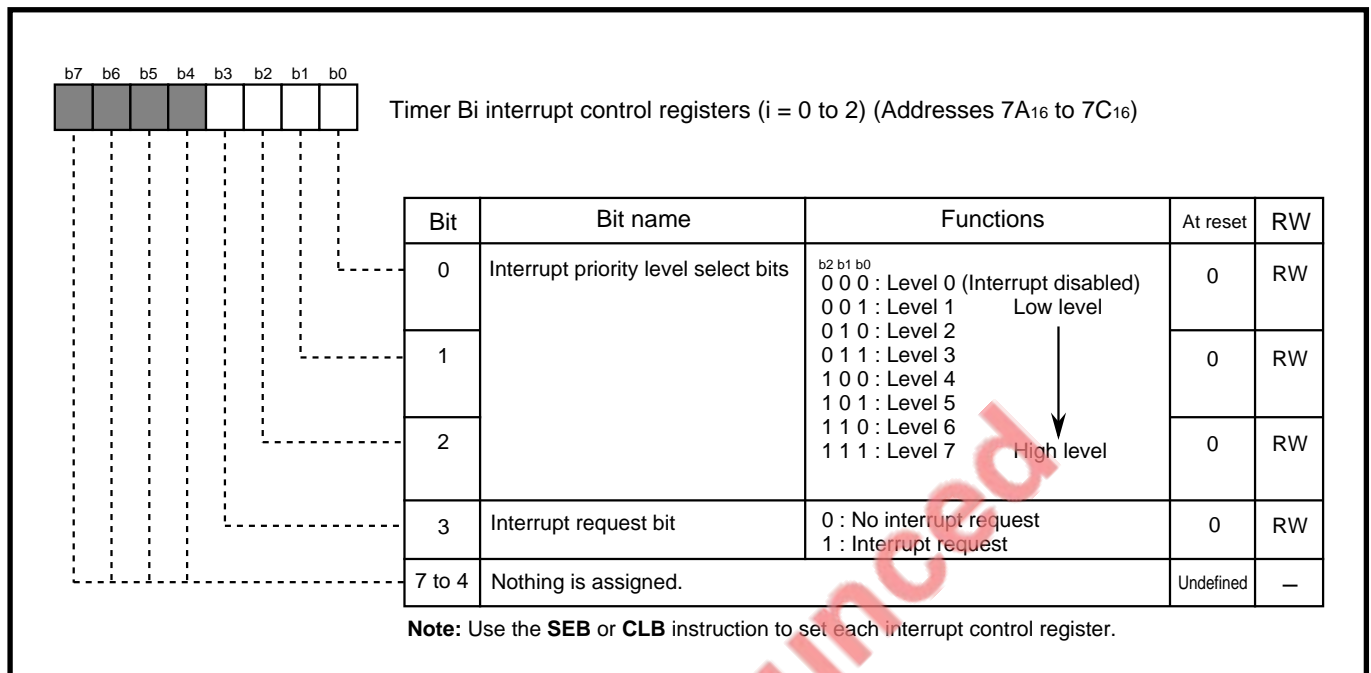 b7 b6 b5 b4 b3 b2 b1 b0
Timer Bi interrupt control registers (i = 0 to 2) (Addresses 7A16 to 7C16)
Bit Bit name Functions At reset RW
0 Interrupt priority level select bits b2 b1 b0 0 RW
0 0 0 : Level 0 (Interrupt disabled)
0 0 1 : Level 1 Low level
0 1 0 : Level 2
1 0 1 1 : Level 3 0 RW
1 0 0 : Level 4
1 0 1 : Level 5
2 1 1 0 : Level 6 0 RW
1 1 1 : Level 7 High level
3 Interrupt request bit 0 : No interrupt request 0 RW
1 : Interrupt request
7 to 4 Nothing is assigned. Undefined –
Note: Use the SEB or CLB instruction to set each interrupt control register.